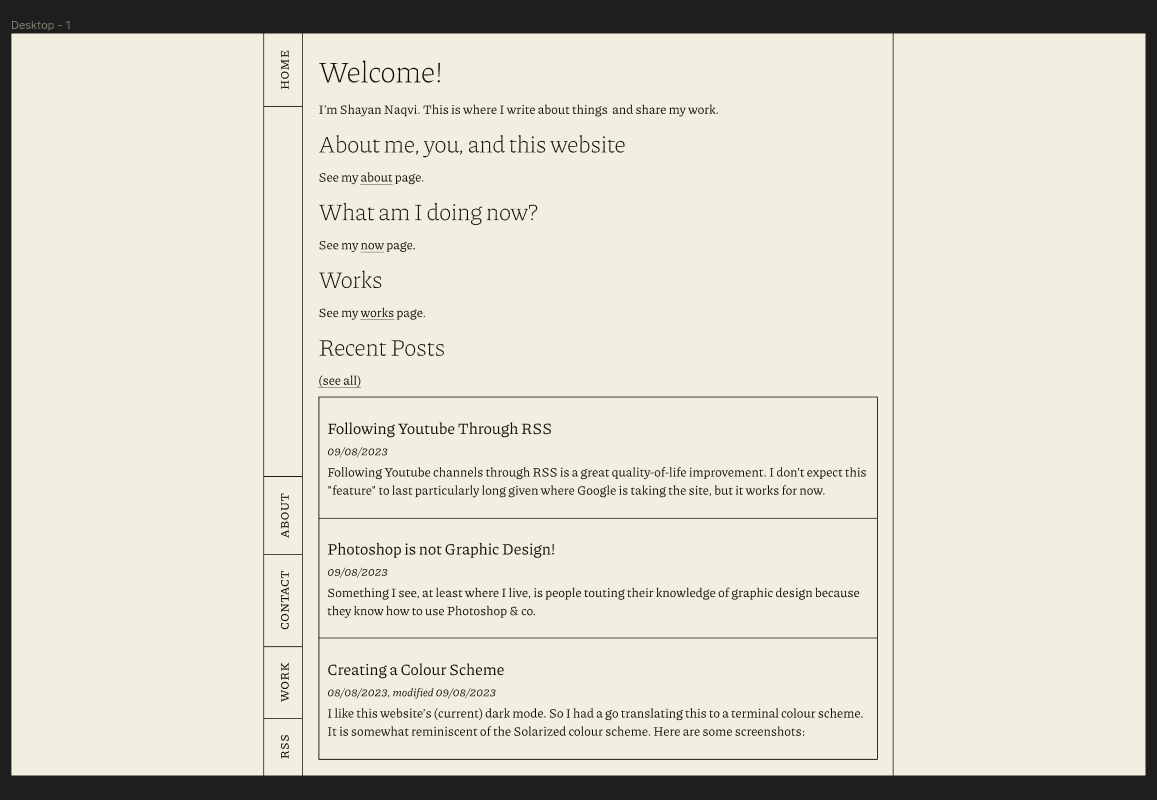 Desktop - 1
HOME
ABOUT
CONTACT
WORK
RSS
Welcome!
I'm Shayan Naqvi. This is where I write about things and share my work.
About me, you, and this website
See my about page.
What am I doing now?
See my now page.
Works
See my works page.
Recent Posts
(see all)
Following Youtube Through RSS
09/08/2023
Following Youtube channels through RSS is a great quality-of-life improvement. I don't expect this
"feature" to last particularly long given where Google is taking the site, but it works for now.
Photoshop is not Graphic Design!
09/08/2023
Something I see, at least where I live, is people touting their knowledge of graphic design because
they know how to use Photoshop & co.
Creating a Colour Scheme
08/08/2023, modified 09/08/2023
I like this website's (current) dark mode. So I had a go translating this to a terminal colour scheme.
It is somewhat reminiscent of the Solarized colour scheme. Here are some screenshots: